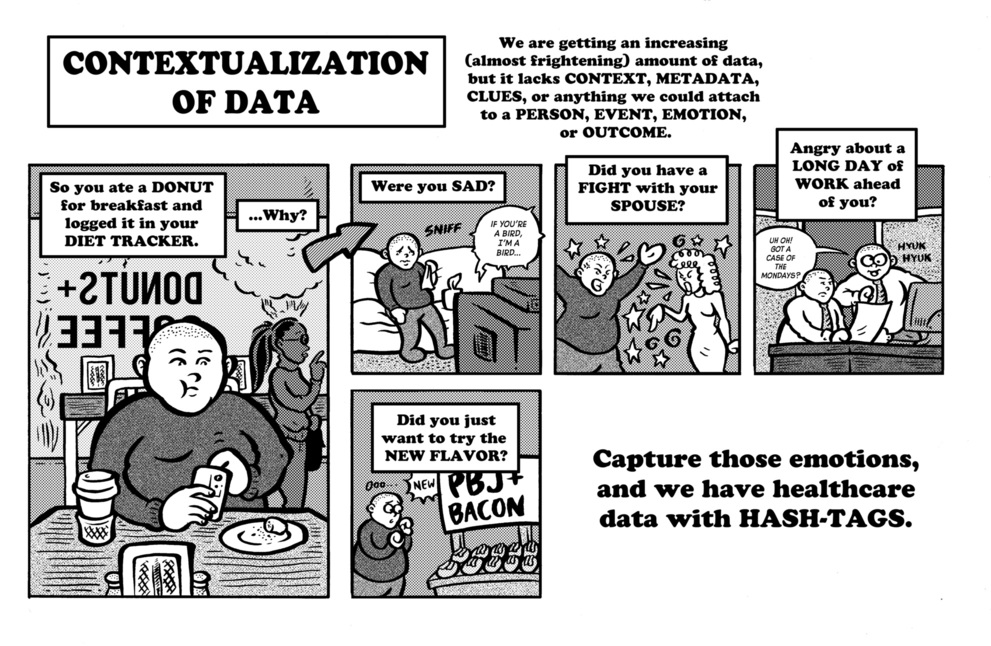 CONTEXTUALIZATION
OF DATA
We are getting an increasing
(almost frightening) amount of data,
but it lacks CONTEXT, METADATA,
CLUES, or anything we could attach
to a PERSON, EVENT, EMOTION,
or OUTCOME.
So you ate a DONUT
for breakfast and
logged it in your
DIET TRACKER.
...Why?
DONUTS+
COFFEE
Were you SAD?
SNIFF
IF YOU'RE
A BIRD,
I'M A
BIRD...
Did you have a
FIGHT with your
SPOUSE?
Angry about a
LONG DAY of
WORK ahead
of you?
UH OH!
GOT A
CASE OF
THE
MONDAYS?
HYUK
HYUK
Did you just
want to try the
NEW FLAVOR?
OOO...
NEW
PBJ+
BACON
Capture those emotions,
and we have healthcare
data with HASH-TAGS.